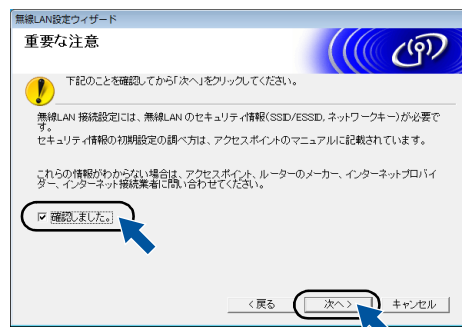 無線LAN設定ウィザード
重要な注意
下記のことを確認してから「次へ」をクリックしてください。
無線LAN 接続設定には、無線LAN のセキュリティ情報(SSID/ESSID, ネットワークキー)が必要で
す。
セキュリティ情報の初期設定の調べ方は、アクセスポイントのマニュアルに記載されています。
これらの情報がわからない場合は、アクセスポイント、ルーターのメーカー、インターネットプロバイ
ダー、インターネット接続業者に問い合わせてください。
確認しました。
< 戻る 次へ > キャンセル